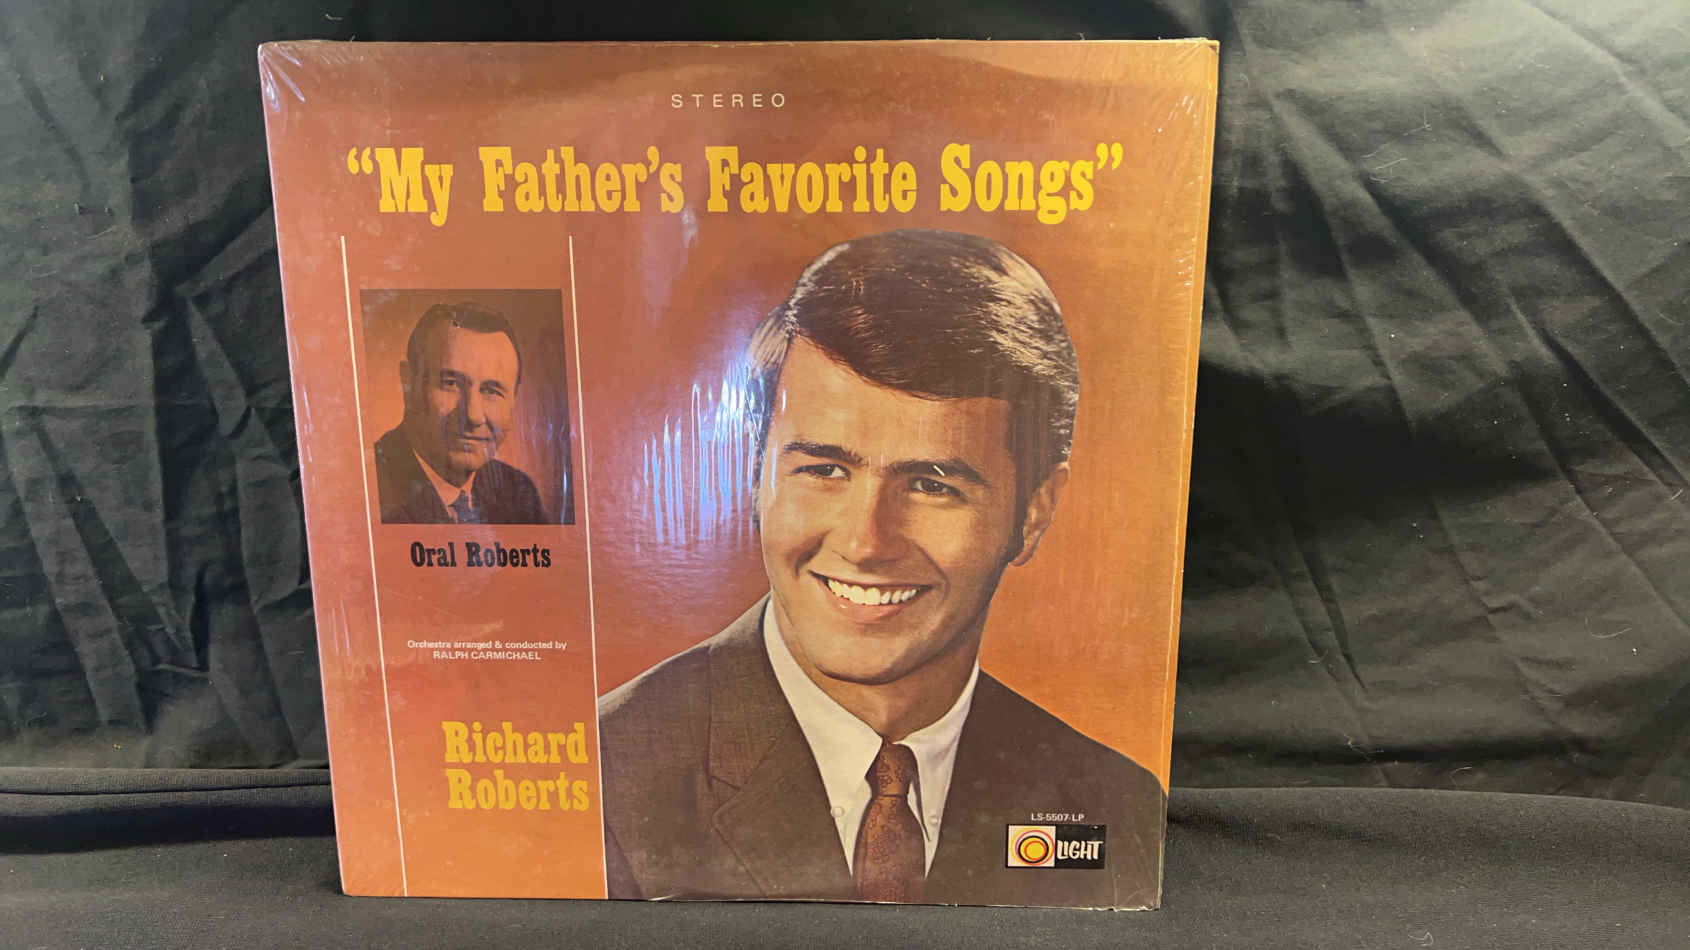 STEREO
“My Father’s Favorite Songs”
Oral Roberts
Orchestra arranged & conducted by
RALPH CARMICHAEL
Richard
Roberts
LS-5507-LP
LIGHT